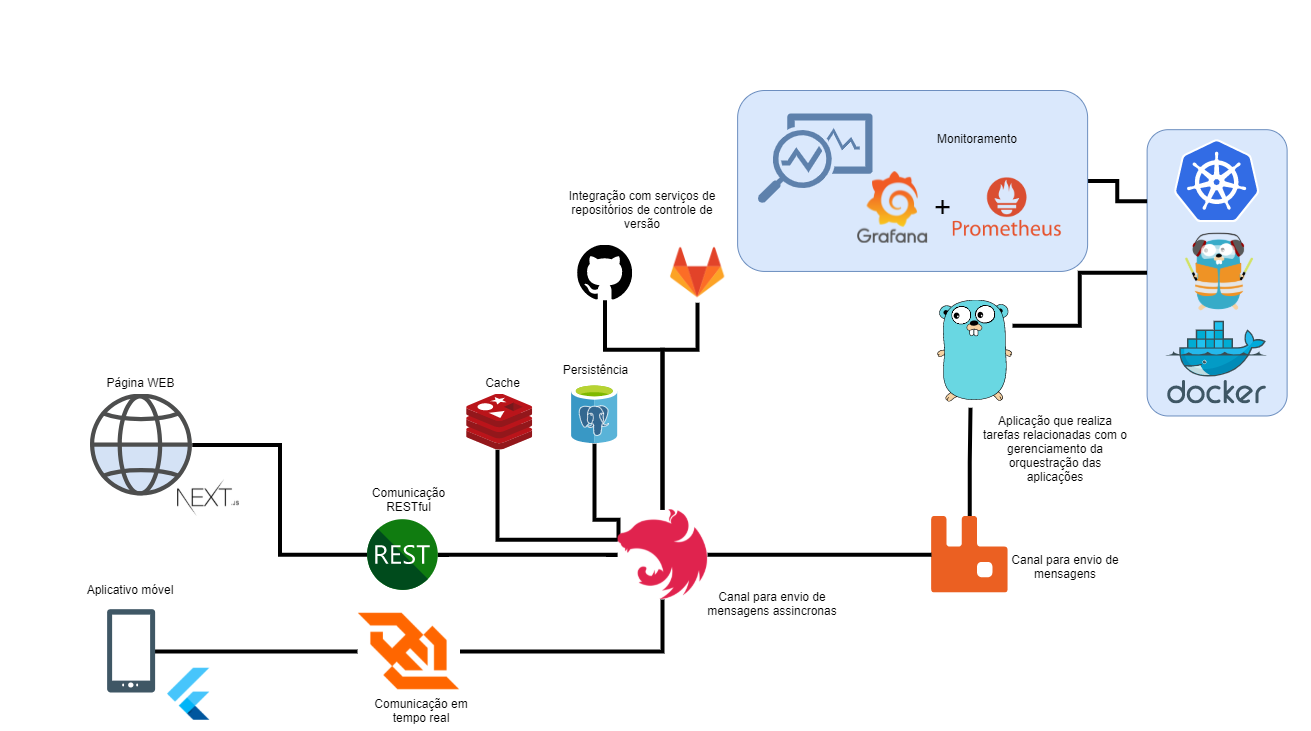 Monitoramento
Grafana
+
Prometheus
Integração com serviços de
repositórios de controle de
versão
docker
Persistência
Cache
Página WEB
NEXT.JS
Comunicação
RESTful
REST
Aplicação que realiza
tarefas relacionadas com o
gerenciamento da
orquestração das
aplicações
Canal para envio de
mensagens
Canal para envio de
mensagens assincronas
Aplicativo móvel
Comunicação em
tempo real